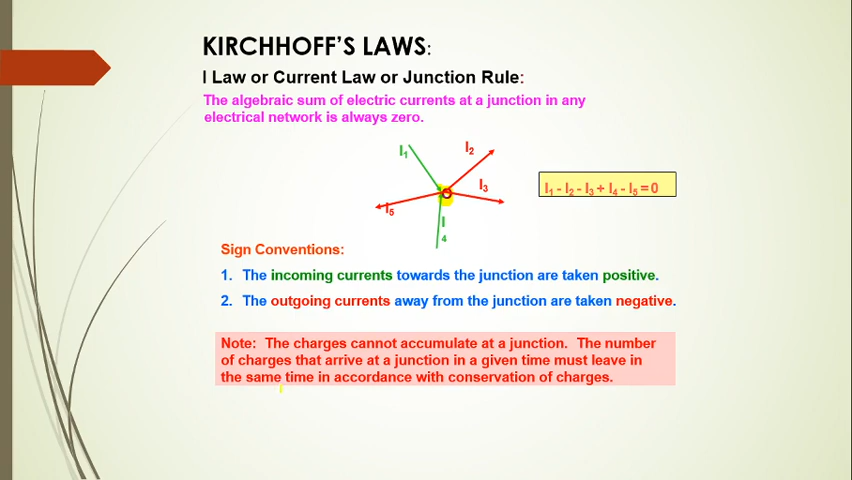 KIRCHHOFF'S LAWS:
I Law or Current Law or Junction Rule:
The algebraic sum of electric currents at a junction in any
electrical network is always zero.
I₁
I₂
I₃
I₁ - I₂ - I₃ + I₄ - I₅ = 0
I₅
I
4
Sign Conventions:
1. The incoming currents towards the junction are taken positive.
2. The outgoing currents away from the junction are taken negative.
Note: The charges cannot accumulate at a junction. The number
of charges that arrive at a junction in a given time must leave in
the same time in accordance with conservation of charges.